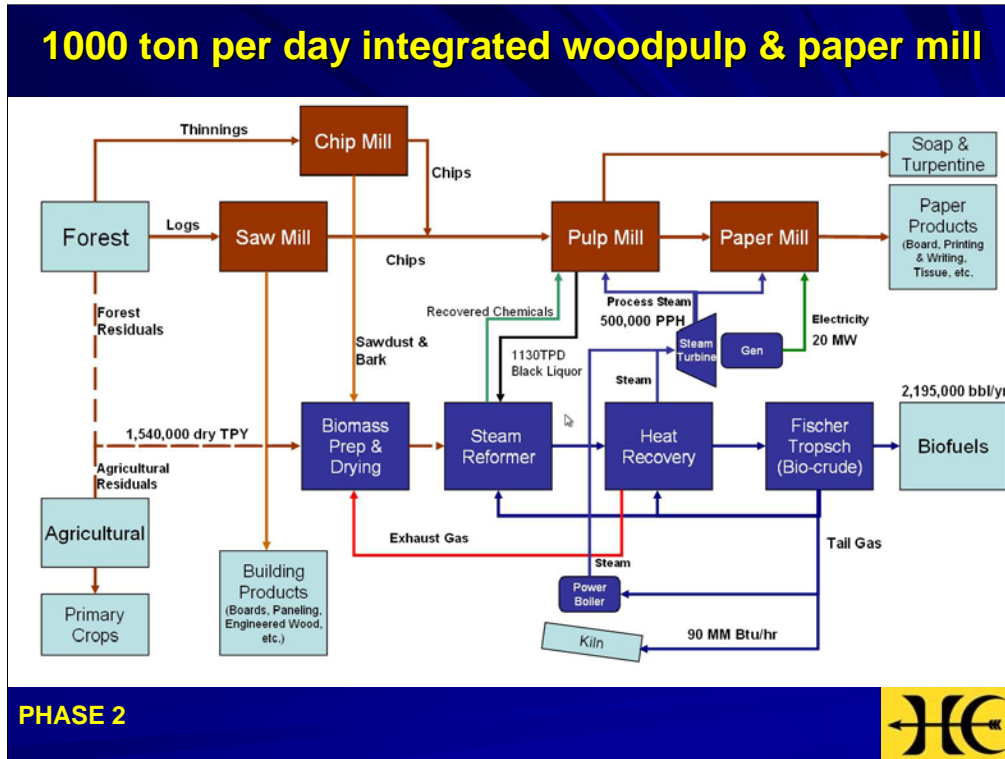 1000 ton per day integrated woodpulp & paper mill
Thinnings
Chip Mill
Chips
Soap &
Turpentine
Forest
Logs
Saw Mill
Chips
Pulp Mill
Paper Mill
Paper
Products
(Board, Printing
& Writing,
Tissue, etc.
Forest
Residuals
Sawdust &
Bark
Recovered Chemicals
1130TPD
Black Liquor
Process Steam
500,000 PPH
Steam
Turbine
Gen
Electricity
20 MW
Steam
2,195,000 bbl/yr
1,540,000 dry TPY
Agricultural
Residuals
Biomass
Prep &
Drying
Steam
Reformer
Heat
Recovery
Fischer
Tropsch
(Bio-crude)
Biofuels
Agricultural
Primary
Crops
Building
Products
(Boards, Paneling,
Engineered Wood,
etc.)
Exhaust Gas
Steam
Power
Boiler
Tail Gas
Kiln
90 MM Btu/hr
PHASE 2
HC